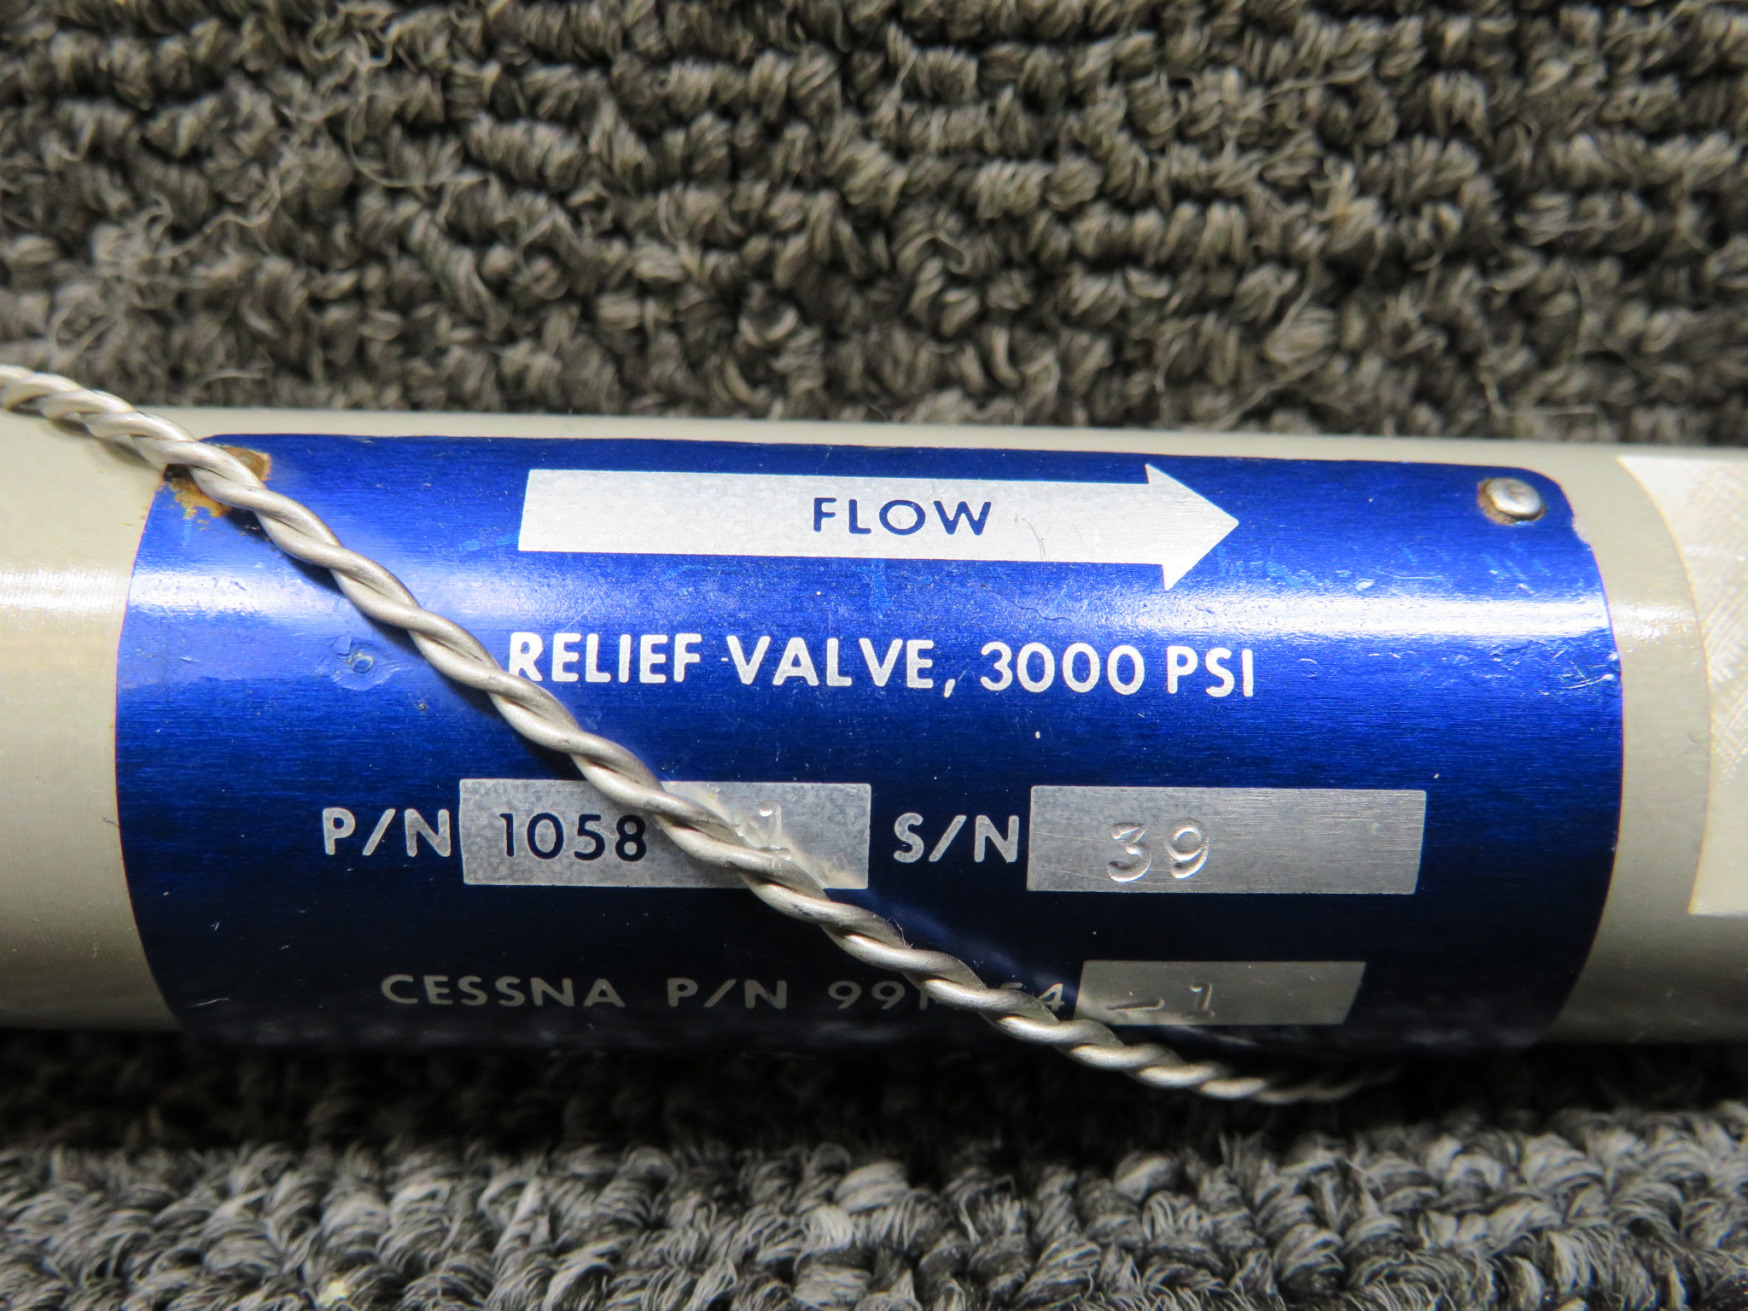 FLOW
RELIEF VALVE, 3000 PSI
P/N 1058 S/N 39
CESSNA P/N